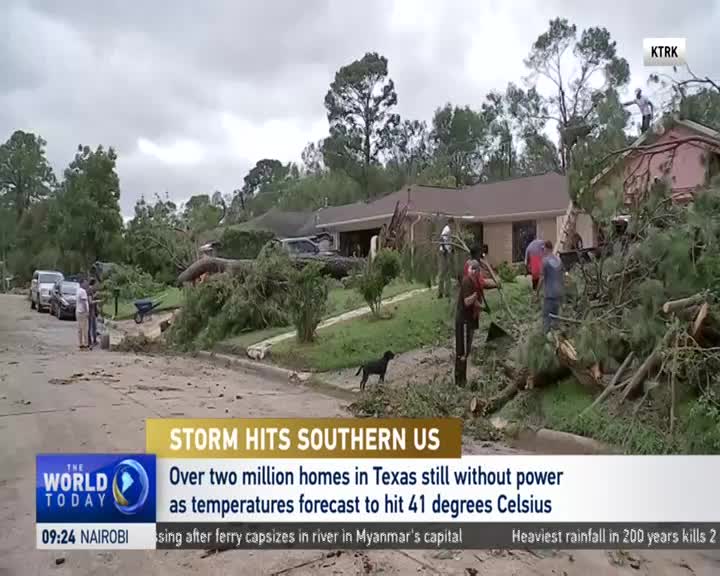 KTRK
STORM HITS SOUTHERN US
Over two million homes in Texas still without power
as temperatures forecast to hit 41 degrees Celsius
THE
WORLD
TODAY
09:24 NAIROBI
ssing after ferry capsizes in river in Myanmar's capital Heaviest rainfall in 200 years kills 2